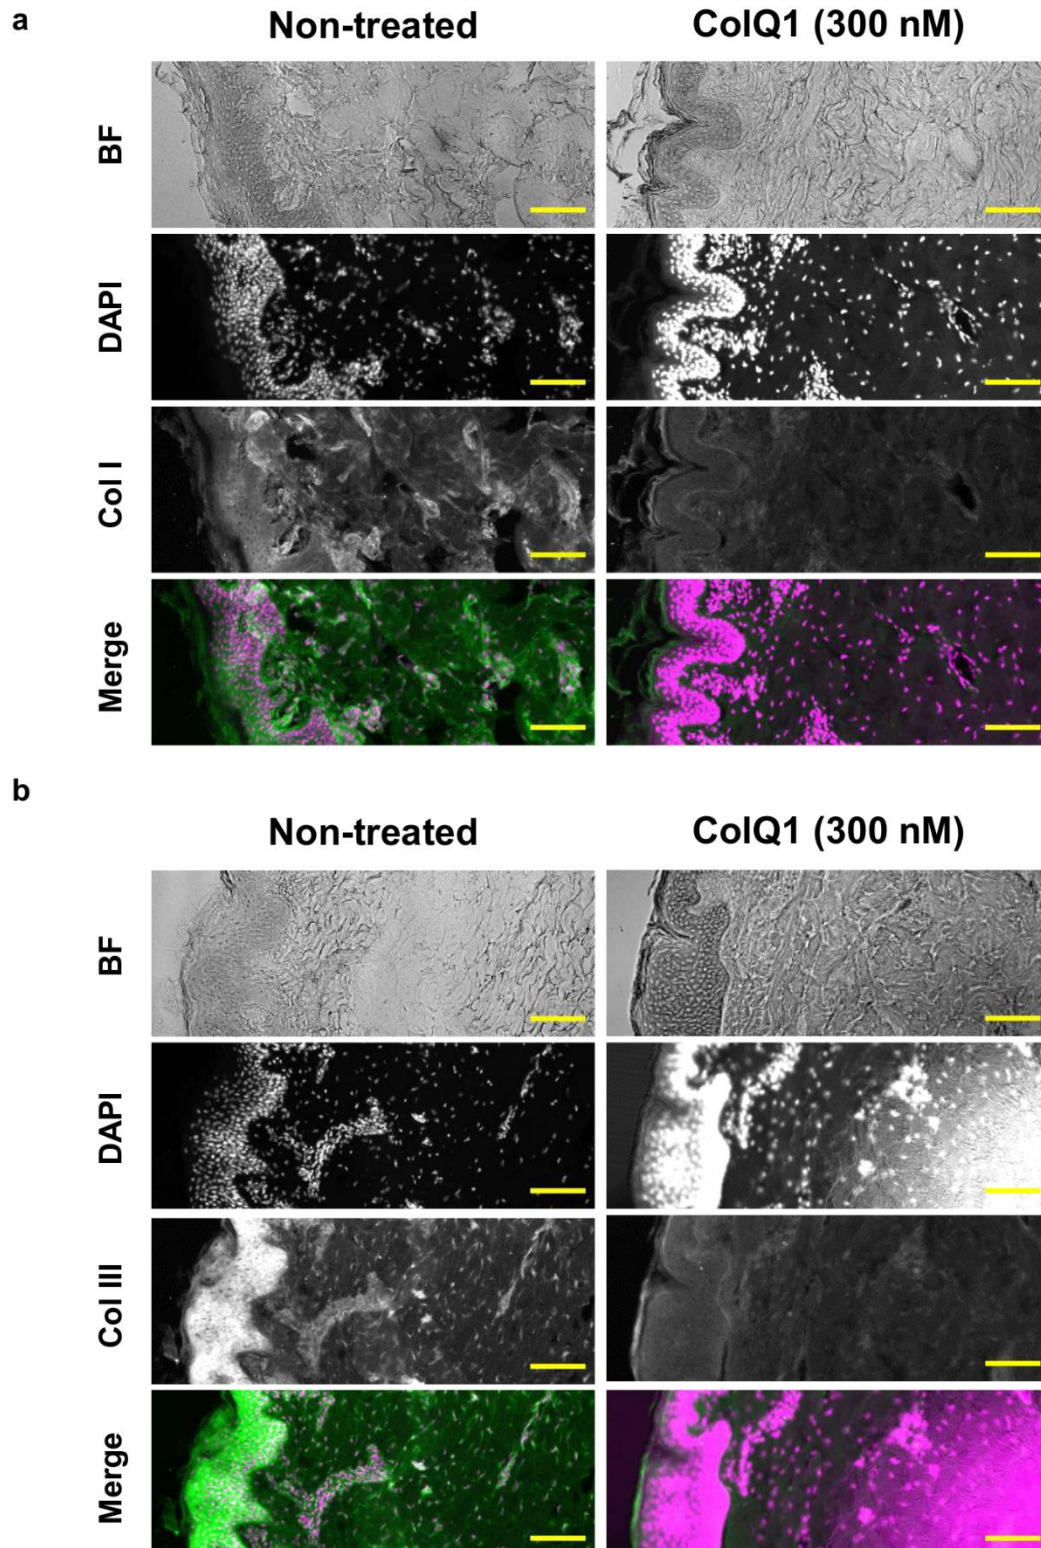 a
Non-treated
ColQ1 (300 nM)
BF
DAPI
Col I
Merge
b
Non-treated
ColQ1 (300 nM)
BF
DAPI
Col III
Merge